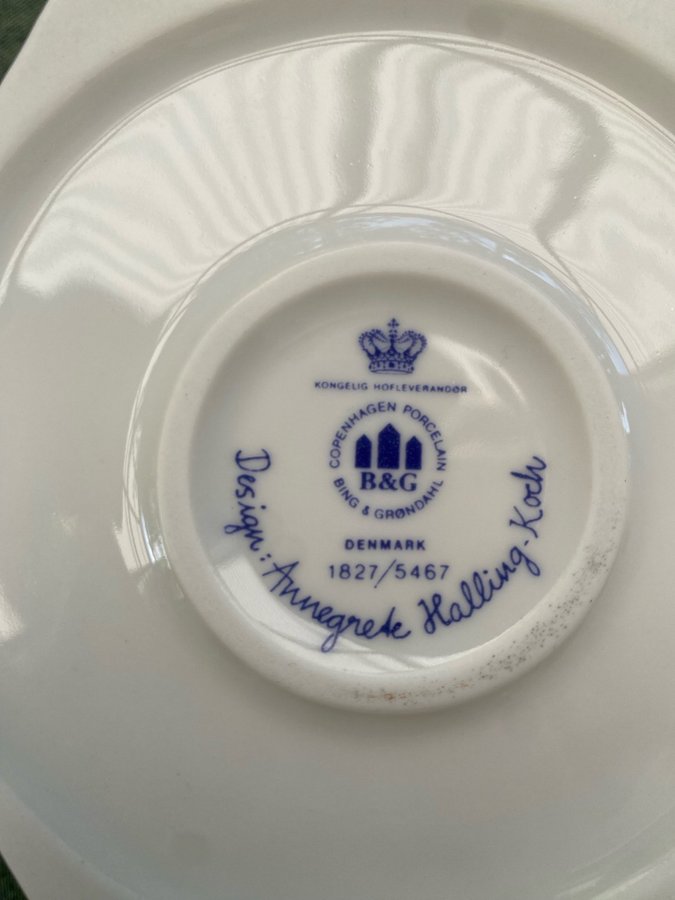 KONGELIG HOFLEVERANDØR
COPENHAGEN PORCELAIN
B&G
BING & GRØNDAHL
DENMARK
1827/5467
Design: Annegrete Halling-Koch